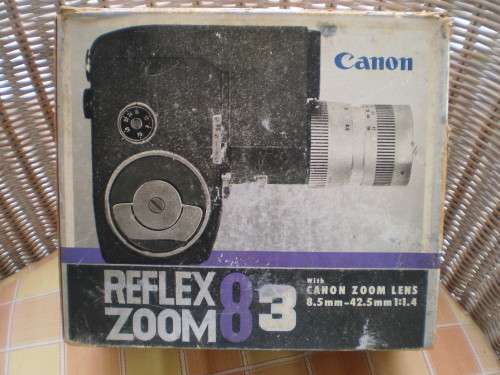 Canon
REFLEX
ZOOM 8 3
With
CANON ZOOM LENS
8.5mm-42.5mm 1:1.4